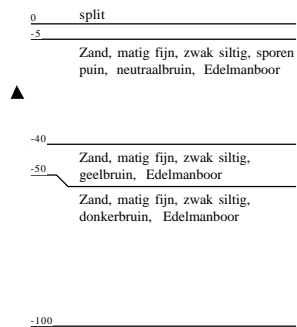 0 split
-5
Zand, matig fijn, zwak siltig, sporen
puin, neutraalbruin, Edelmanboor
-40
Zand, matig fijn, zwak siltig,
-50 geelbruin, Edelmanboor
Zand, matig fijn, zwak siltig,
donkerbruin, Edelmanboor
-100